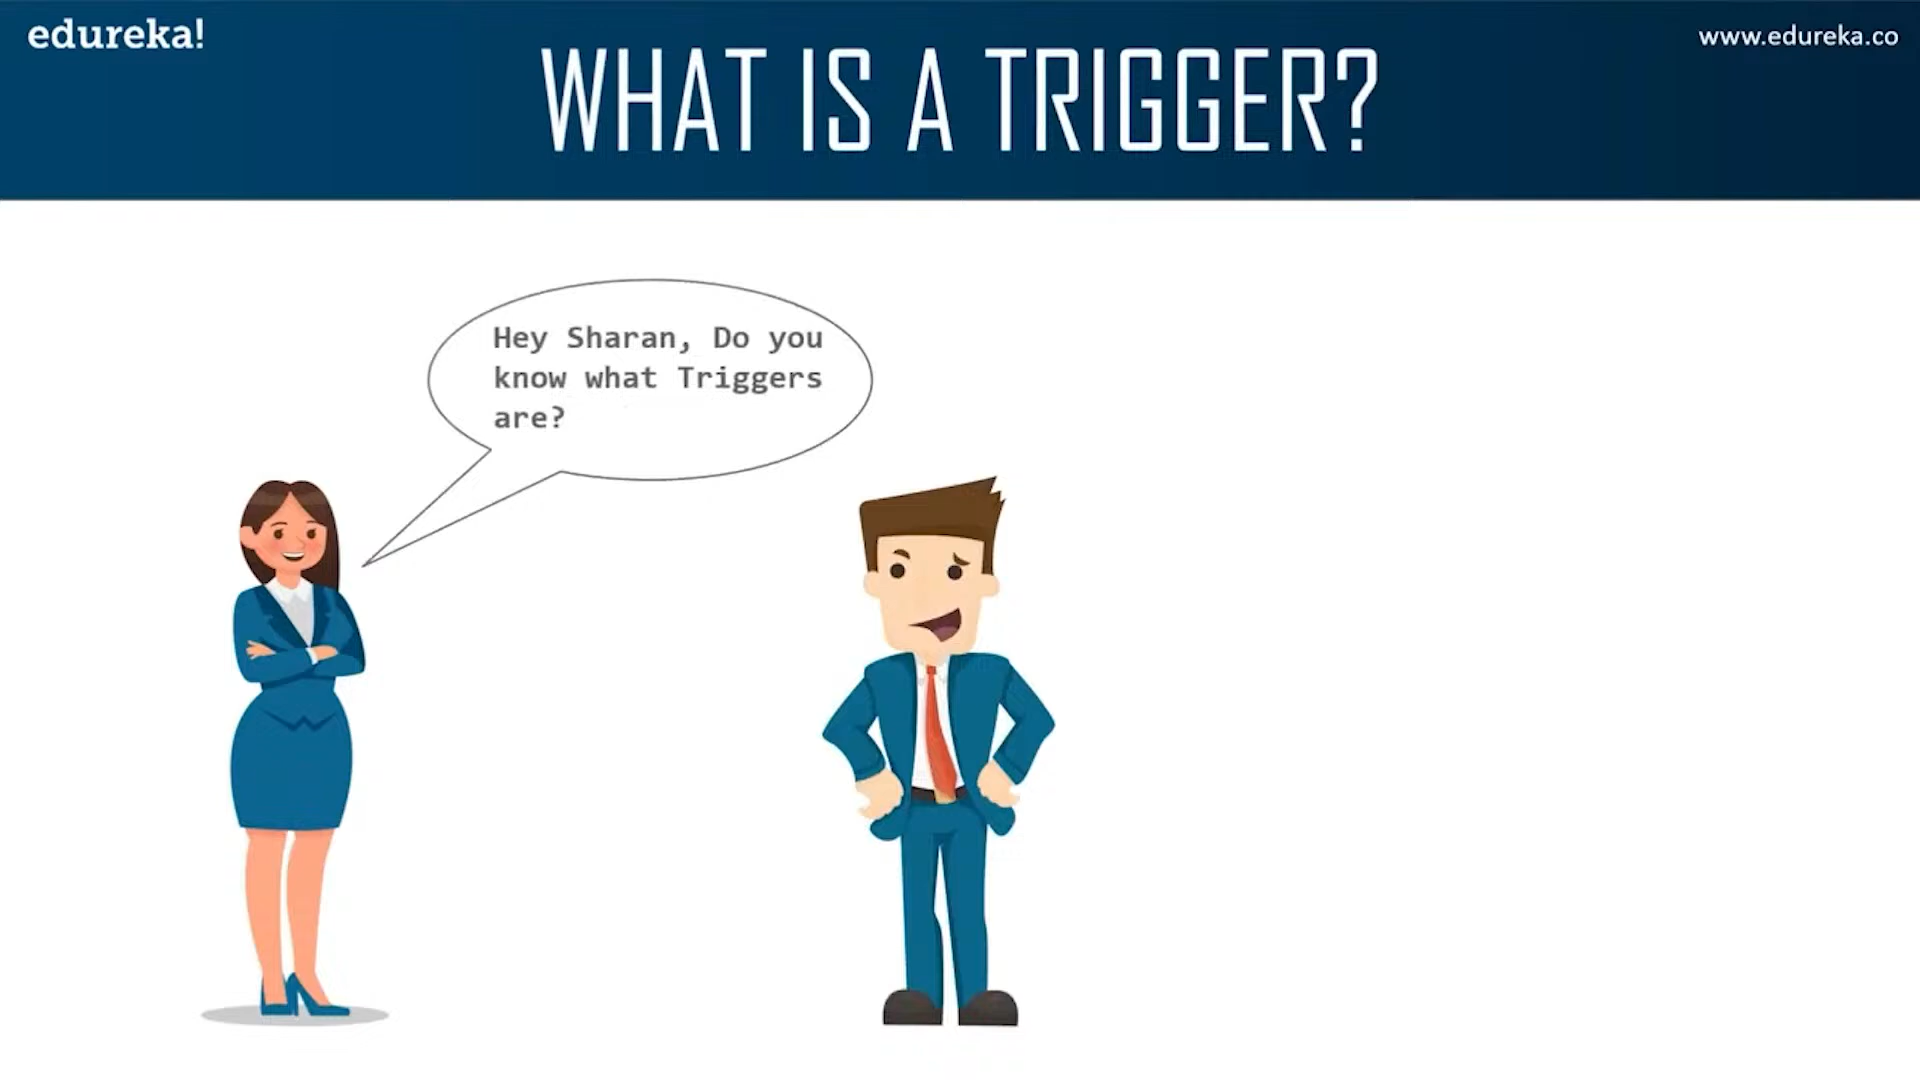 edureka!
www.edureka.co
WHAT IS A TRIGGER?
Hey Sharan, Do you
know what Triggers
are?